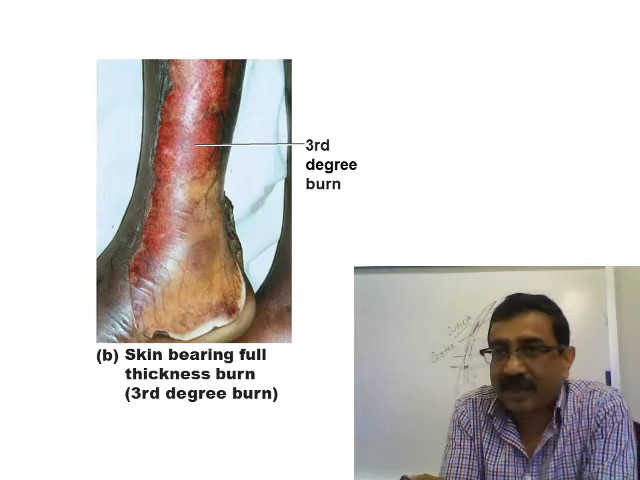 3rd
degree
burn
(b) Skin bearing full
thickness burn
(3rd degree burn)